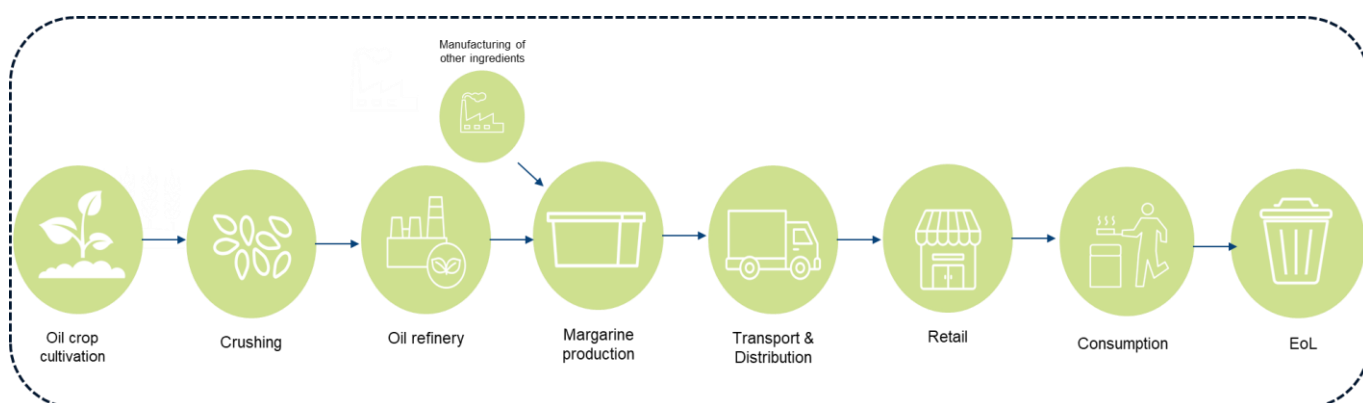 Manufacturing of
other ingredients
Oil crop
cultivation
Crushing
Oil refinery
Margarine
production
Transport &
Distribution
Retail
Consumption
EoL